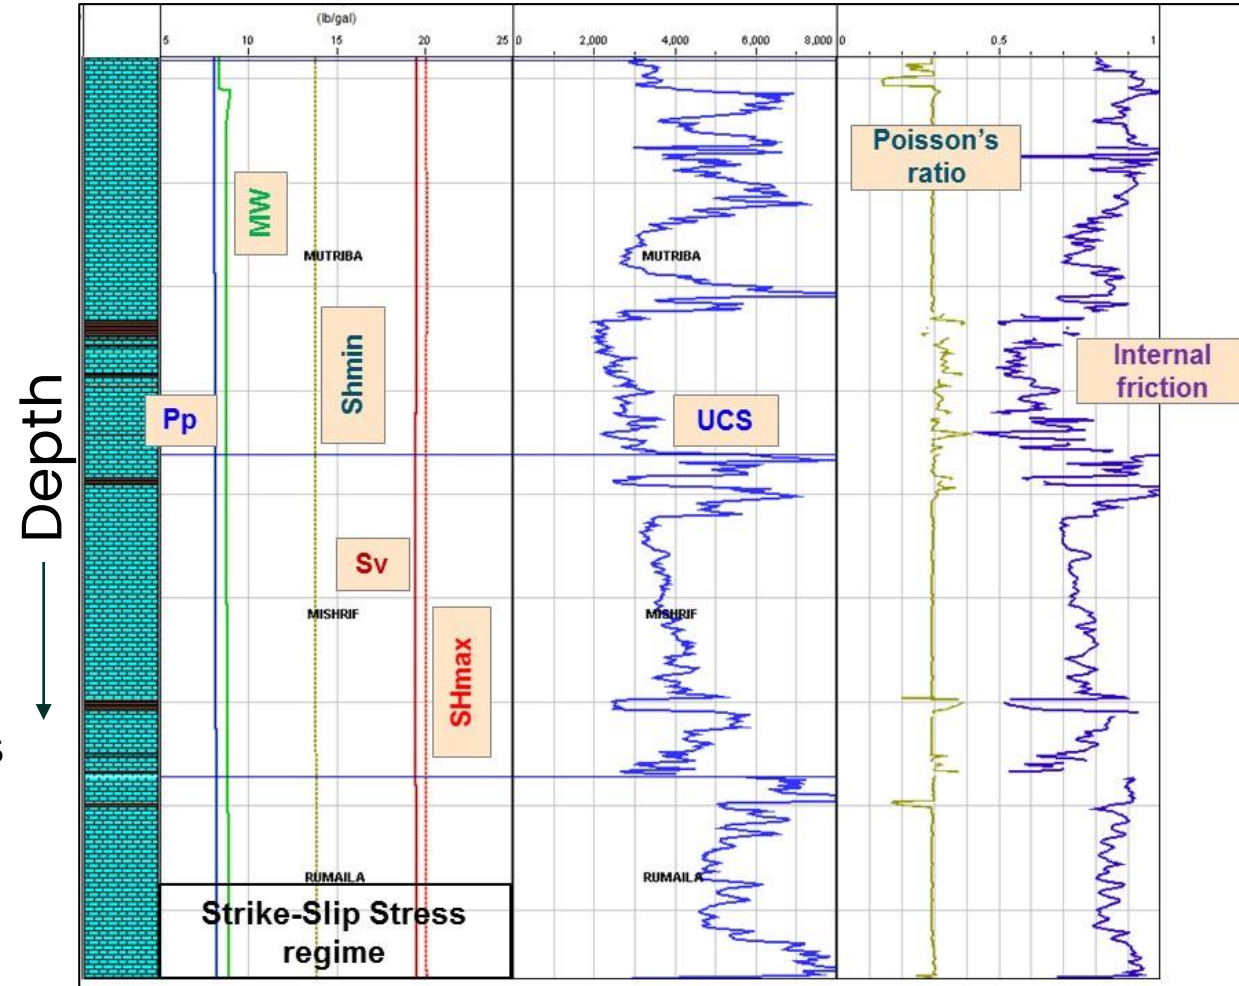 (lb/gal)
5 10 15 20 25 0 2,000 4,000 6,000 8,000 0 0.5 1
Poisson's
ratio
MW
MUTRIBA MUTRIBA
Shmin
Internal
friction
Pp
UCS
Depth
Sv
MISHRIF MISHRIF
SHmax
s
RUMAILA RUMAILA
Strike-Slip Stress
regime